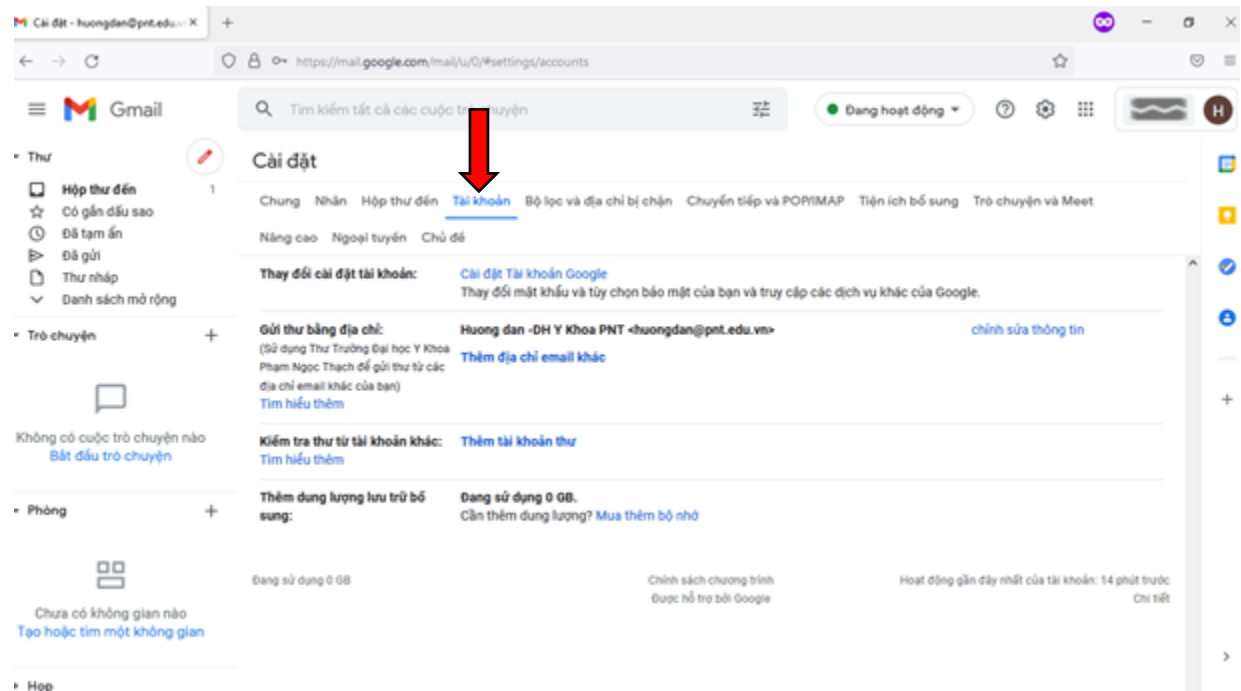 Cài đặt - huongdan@pnt.edu.vn
https://mail.google.com/mail/u/0/#settings/accounts
Gmail
Tìm kiếm tất cả các cuộc trò chuyện
Đang hoạt động
H
Thư
Hộp thư đến 1
Có gắn dấu sao
Đã tạm ẩn
Đã gửi
Thư nháp
Danh sách mở rộng
Trò chuyện
Không có cuộc trò chuyện nào
Bắt đầu trò chuyện
Phòng
Chưa có không gian nào
Tạo hoặc tìm một không gian
Họp
Cài đặt
Chung Nhãn Hộp thư đến Tài khoản Bộ lọc và địa chỉ bị chặn Chuyển tiếp và POP/IMAP Tiện ích bổ sung Trò chuyện và Meet
Nâng cao Ngoại tuyến Chủ đề
Thay đổi cài đặt tài khoản: Cài đặt Tài khoản Google
Thay đổi mật khẩu và tùy chọn bảo mật của bạn và truy cập các dịch vụ khác của Google.
Gửi thư bằng địa chỉ: Huong dan -DH Y Khoa PNT <huongdan@pnt.edu.vn> chỉnh sửa thông tin
(Sử dụng Thư Trường Đại học Y Khoa
Phạm Ngọc Thạch để gửi thư từ các
địa chỉ email khác của bạn)
Thêm địa chỉ email khác
Tìm hiểu thêm
Kiểm tra thư từ tài khoản khác: Thêm tài khoản thư
Tìm hiểu thêm
Thêm dung lượng lưu trữ bổ
sung:
Đang sử dụng 0 GB.
Cần thêm dung lượng? Mua thêm bộ nhớ
Đang sử dụng 0 GB
Chính sách chương trình
Được hỗ trợ bởi Google
Hoạt động gần đây nhất của tài khoản: 14 phút trước
Chi tiết